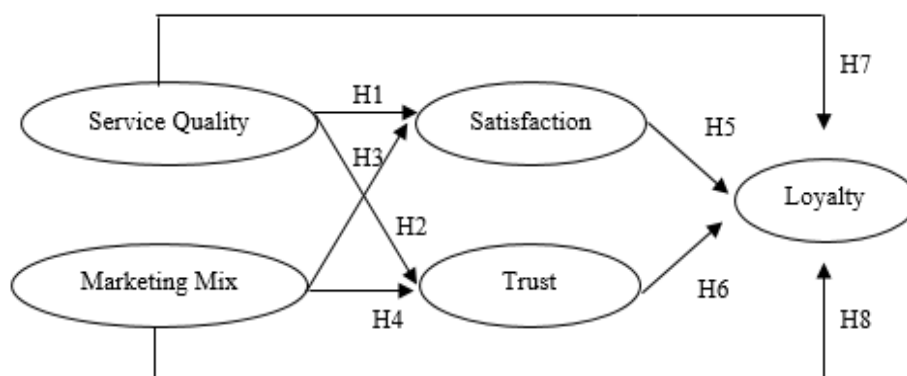 H7
H1
Service Quality
Satisfaction
H5
H3
Loyalty
H2
Marketing Mix
Trust
H6
H4
H8